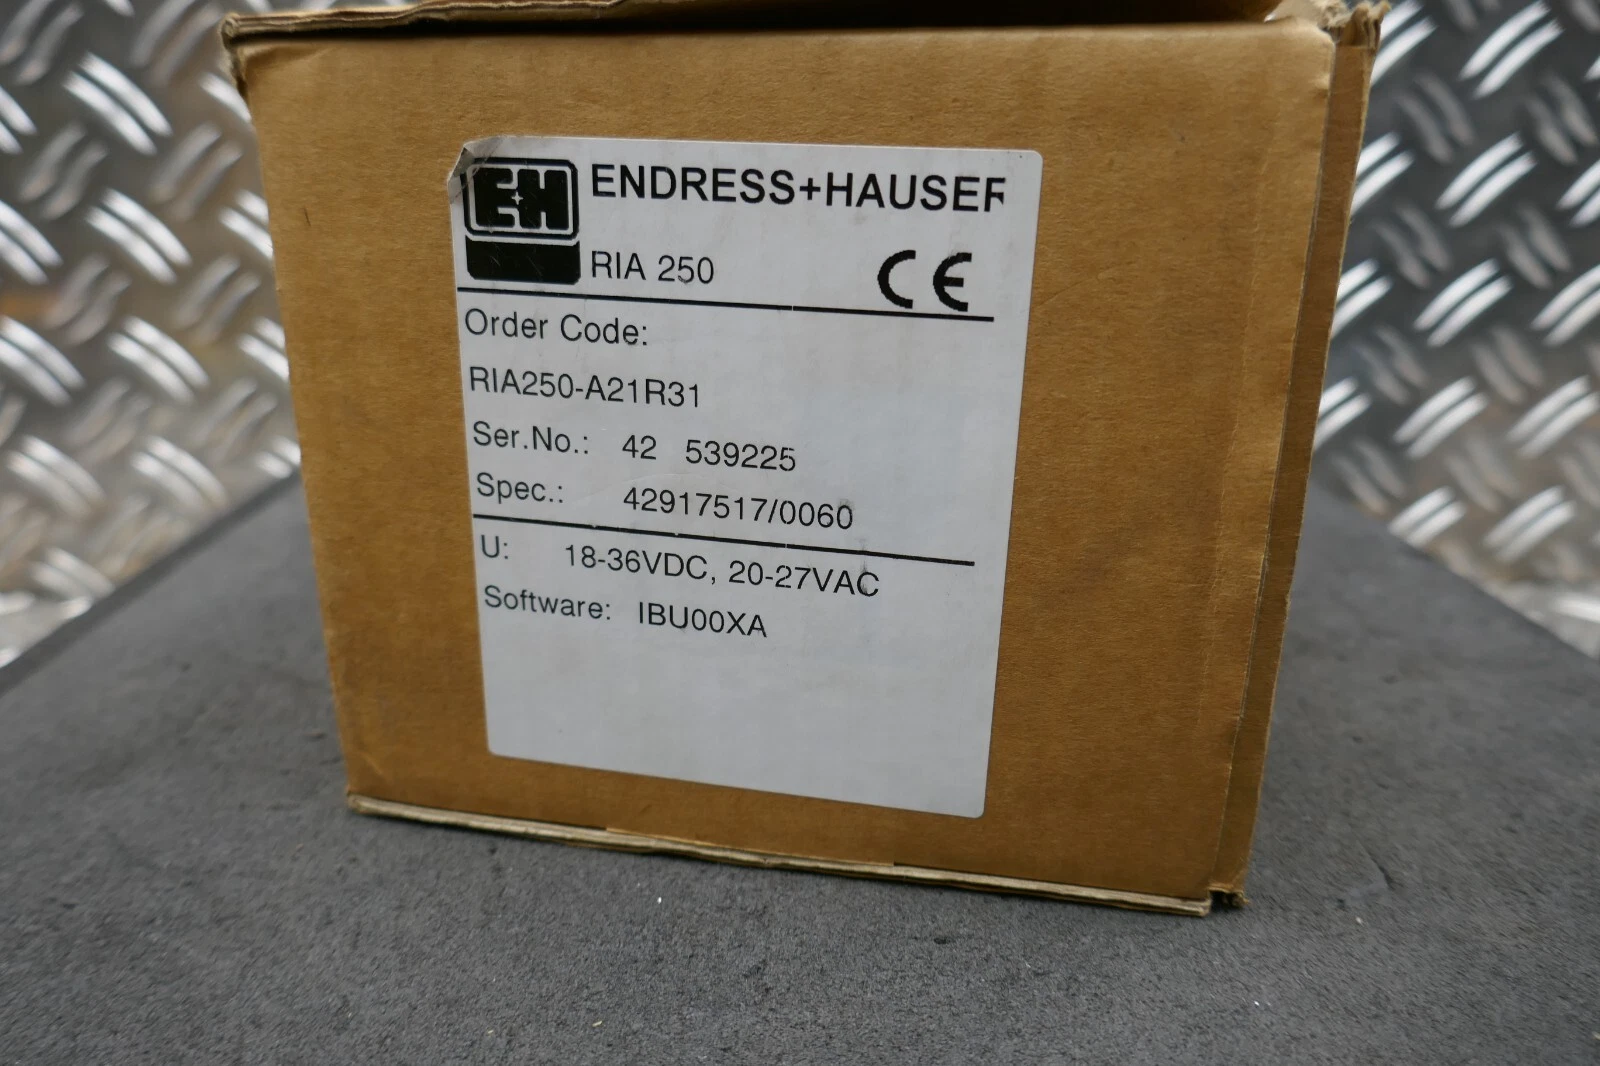 EH
ENDRESS+HAUSER
RIA 250
CE
Order Code:
RIA250-A21R31
Ser.No.: 42 539225
Spec.: 42917517/0060
U: 18-36VDC, 20-27VAC
Software: IBU00XA